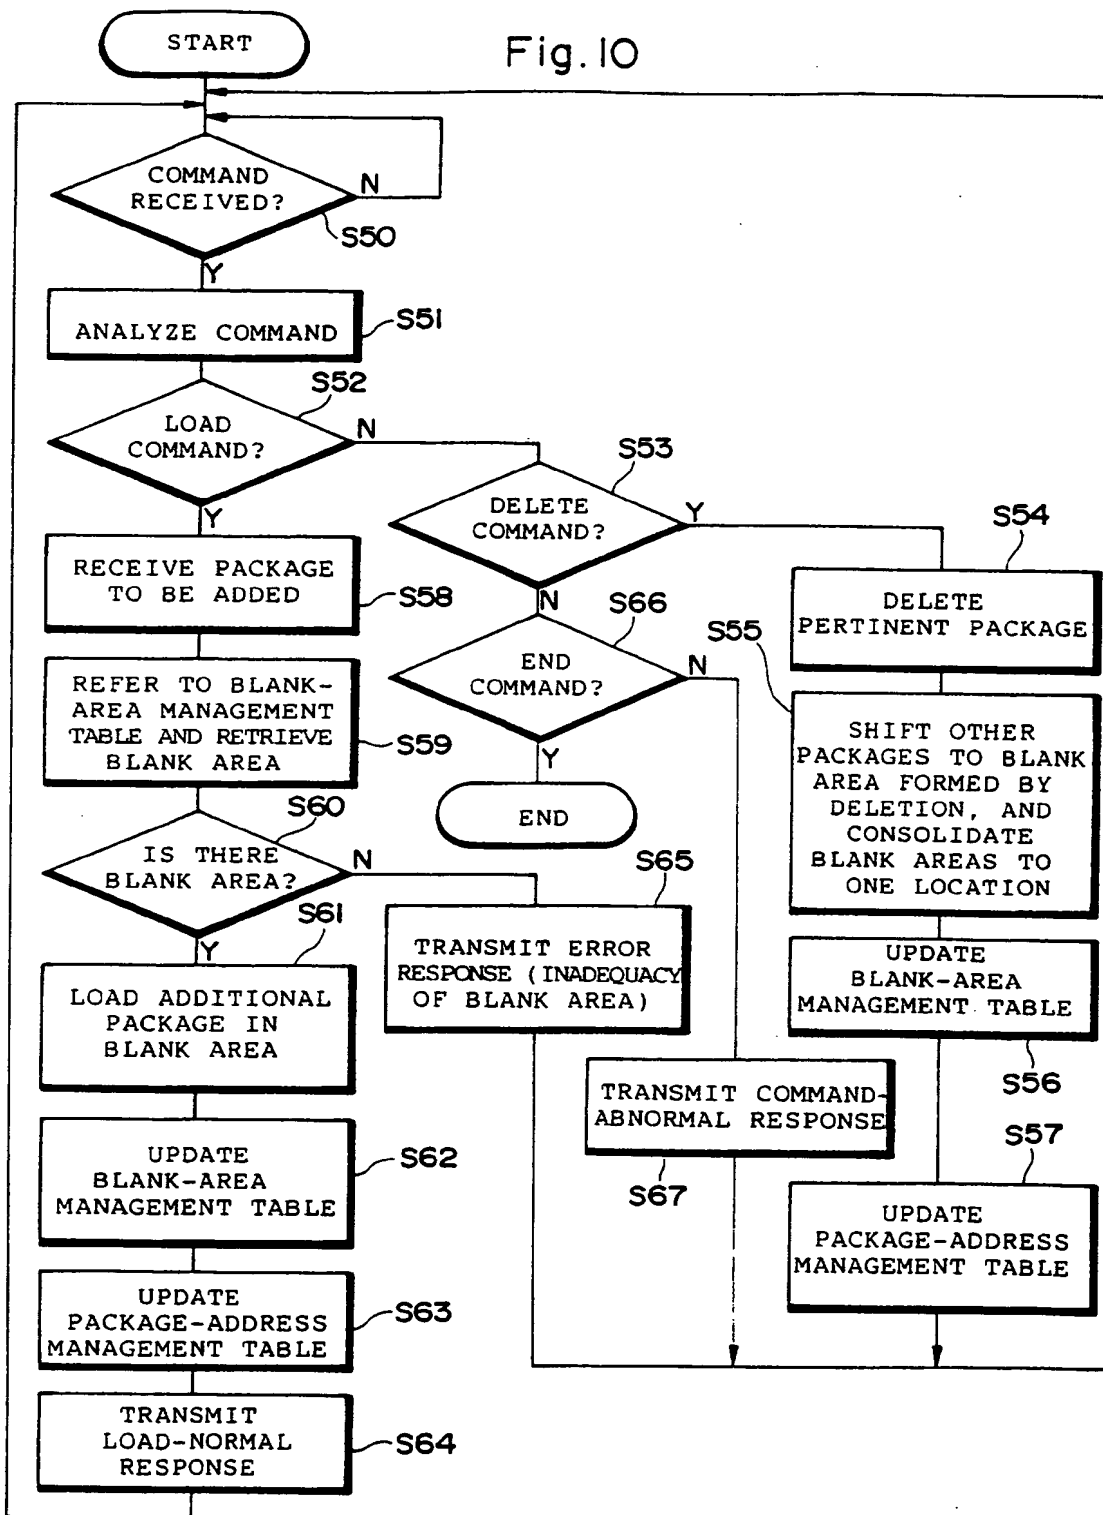 START
Fig. 10
COMMAND
RECEIVED?
N
S50
Y
ANALYZE COMMAND
S51
S52
LOAD
COMMAND?
N
Y
S53
DELETE
COMMAND?
Y
N
S54
DELETE
PERTINENT PACKAGE
RECEIVE PACKAGE
TO BE ADDED
S58
S66
END
COMMAND?
N
Y
END
S55
SHIFT OTHER
PACKAGES TO BLANK
AREA FORMED BY
DELETION, AND
CONSOLIDATE
BLANK AREAS TO
ONE LOCATION
REFER TO BLANK-
AREA MANAGEMENT
TABLE AND RETRIEVE
BLANK AREA
S59
S60
IS THERE
BLANK AREA?
N
Y
S65
TRANSMIT ERROR
RESPONSE (INADEQUACY
OF BLANK AREA)
S61
LOAD ADDITIONAL
PACKAGE IN
BLANK AREA
UPDATE
BLANK-AREA
MANAGEMENT TABLE
S56
TRANSMIT COMMAND-
ABNORMAL RESPONSE
S67
UPDATE
BLANK-AREA
MANAGEMENT TABLE
S62
S57
UPDATE
PACKAGE-ADDRESS
MANAGEMENT TABLE
UPDATE
PACKAGE-ADDRESS
MANAGEMENT TABLE
S63
TRANSMIT
LOAD-NORMAL
RESPONSE
S64